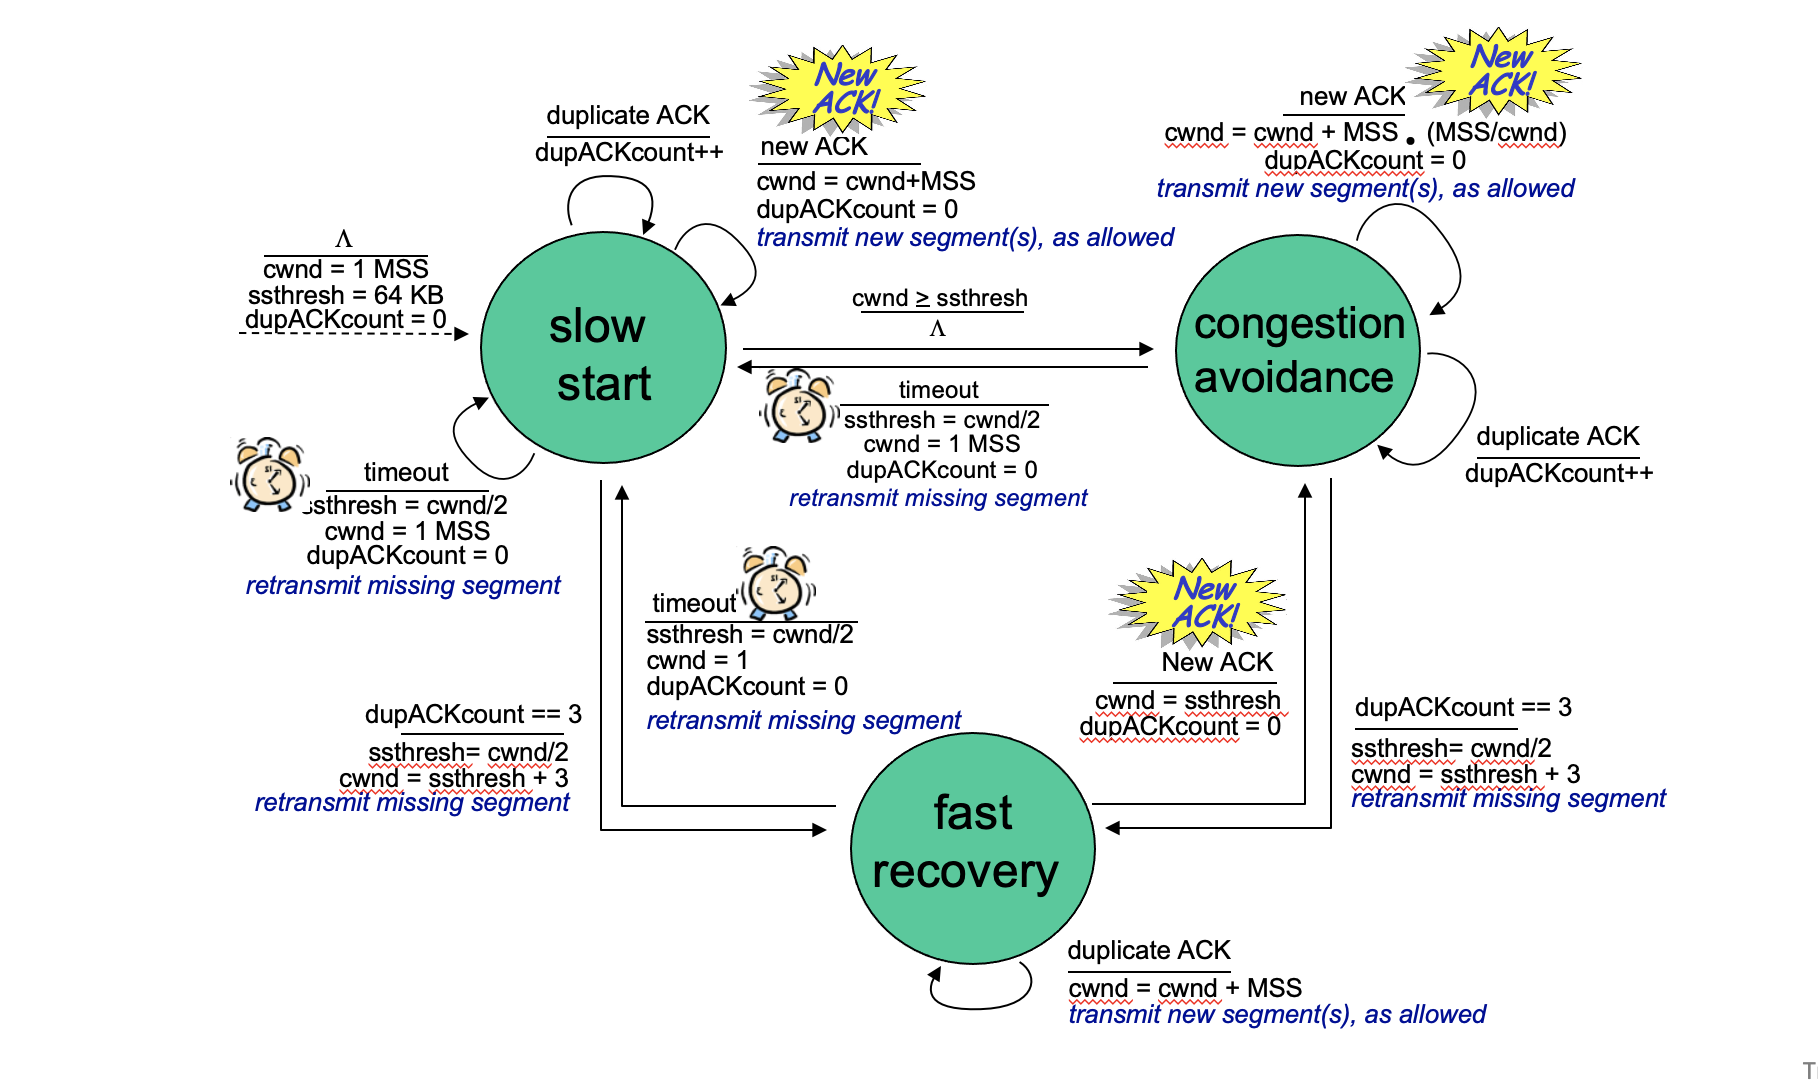 New
ACK!
duplicate ACK
dupACKcount++
new ACK
cwnd = cwnd+MSS
dupACKcount = 0
transmit new segment(s), as allowed
New
ACK!
new ACK
cwnd = cwnd + MSS • (MSS/cwnd)
dupACKcount = 0
transmit new segment(s), as allowed
Λ
cwnd = 1 MSS
ssthresh = 64 KB
dupACKcount = 0
slow
start
cwnd ≥ ssthresh
Λ
congestion
avoidance
timeout
ssthresh = cwnd/2
cwnd = 1 MSS
dupACKcount = 0
retransmit missing segment
duplicate ACK
dupACKcount++
timeout
ssthresh = cwnd/2
cwnd = 1 MSS
dupACKcount = 0
retransmit missing segment
timeout
ssthresh = cwnd/2
cwnd = 1
dupACKcount = 0
retransmit missing segment
New
ACK!
New ACK
cwnd = ssthresh
dupACKcount = 0
dupACKcount == 3
ssthresh= cwnd/2
cwnd = ssthresh + 3
retransmit missing segment
dupACKcount == 3
ssthresh= cwnd/2
cwnd = ssthresh + 3
retransmit missing segment
fast
recovery
duplicate ACK
cwnd = cwnd + MSS
transmit new segment(s), as allowed
T